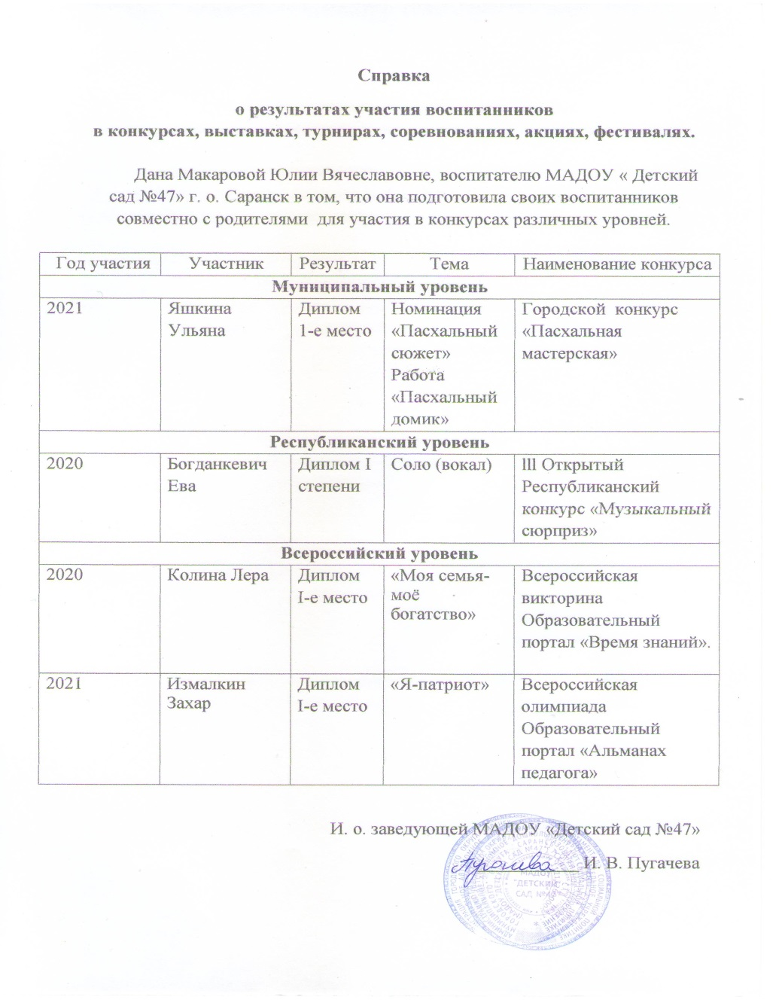 Справка
о результатах участия воспитанников
в конкурсах, выставках, турнирах, соревнованиях, акциях, фестивалях.
Дана Макаровой Юлии Вячеславовне, воспитателю МАДОУ « Детский
сад №47» г. о. Саранск в том, что она подготовила своих воспитанников
совместно с родителями для участия в конкурсах различных уровней.
Год участия Участник Результат Тема Наименование конкурса
Муниципальный уровень
2021 Яшкина Диплом Номинация Городской конкурс
Ульяна 1-е место «Пасхальный «Пасхальная
сюжет» мастерская»
Работа
«Пасхальный
домик»
Республиканский уровень
2020 Богданкевич Диплом I Соло (вокал) lll Открытый
Ева степени Республиканский
конкурс «Музыкальный
сюрприз»
Всероссийский уровень
2020 Колина Лера Диплом «Моя семья- Всероссийская
I-е место моё викторина
богатство» Образовательный
портал «Время знаний».
2021 Измалкин Диплом «Я-патриот» Всероссийская
Захар I-е место олимпиада
Образовательный
портал «Альманах
педагога»
И. о. заведующей МАДОУ «Детский сад №47»
И. В. Пугачева
МАДОУ
"ДЕТСКИЙ
САД №47"